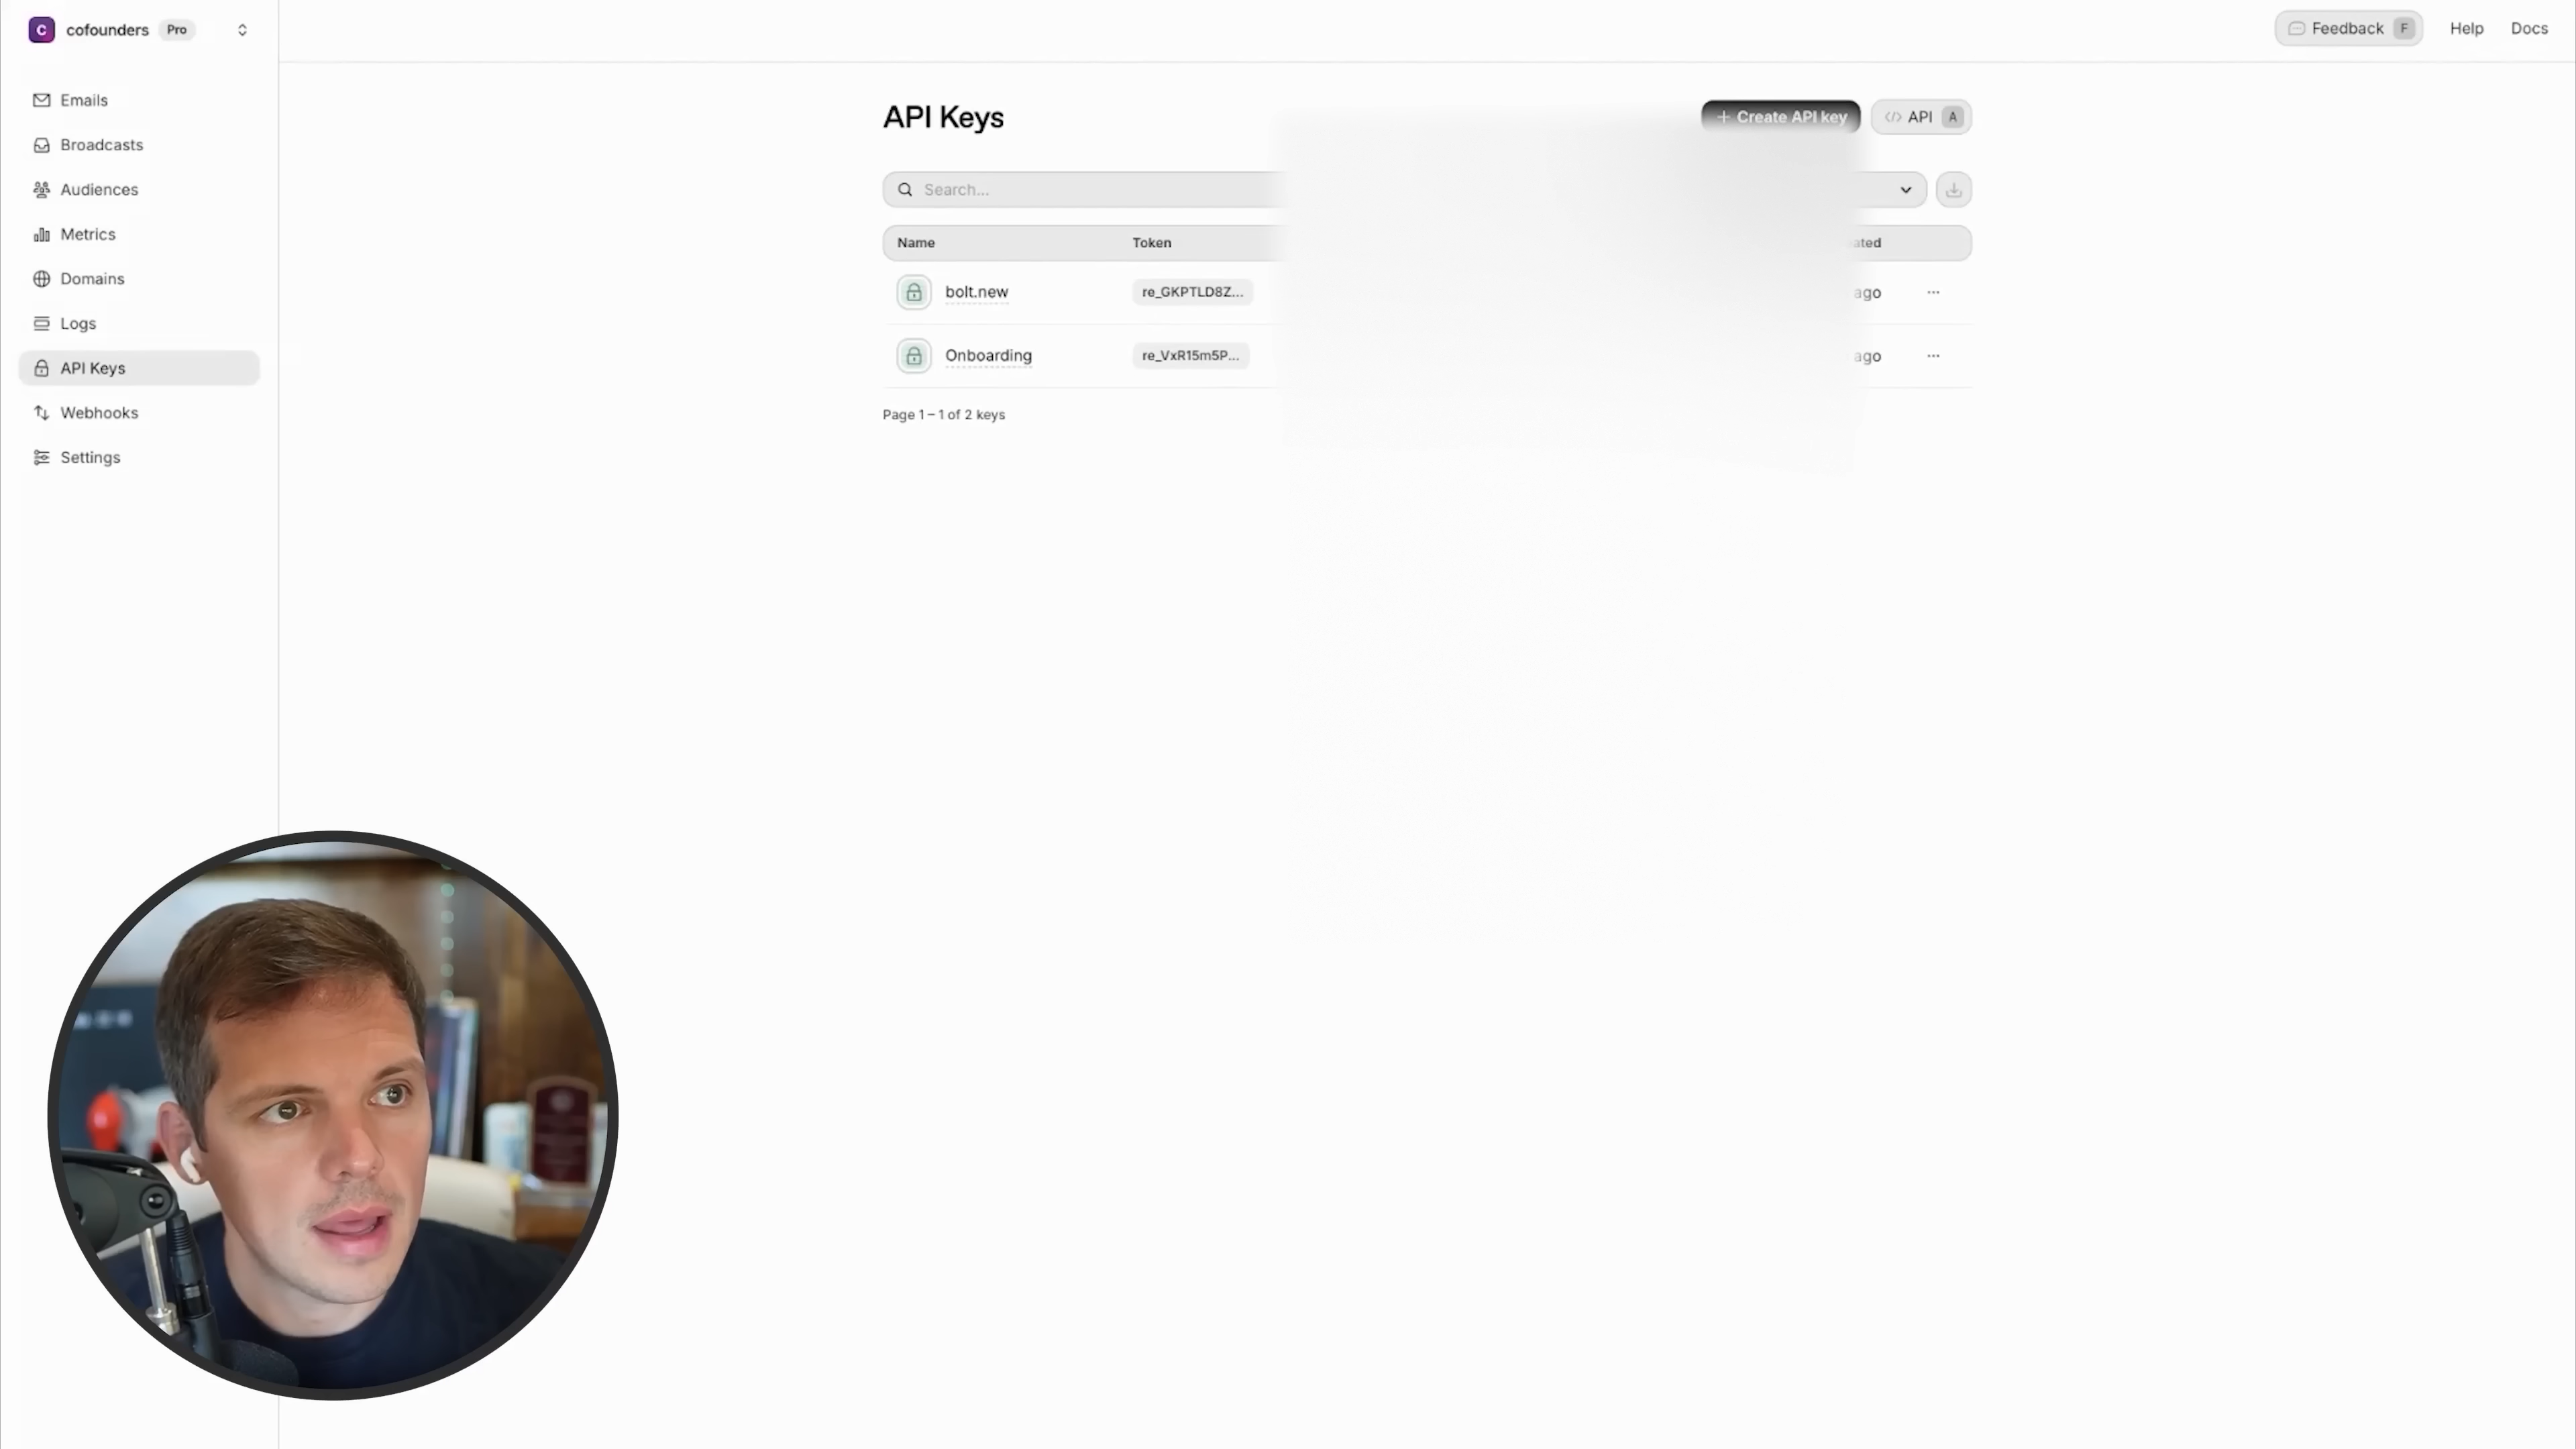 C cofounders Pro
Feedback F Help Docs
Emails
Broadcasts
Audiences
Metrics
Domains
Logs
API Keys
Webhooks
Settings
API Keys
+ Create API key
</> API A
Search...
Name Token
bolt.new re_GKPTLD8Z... ago ...
Onboarding re_VxR15m5P... ago ...
Page 1 – 1 of 2 keys